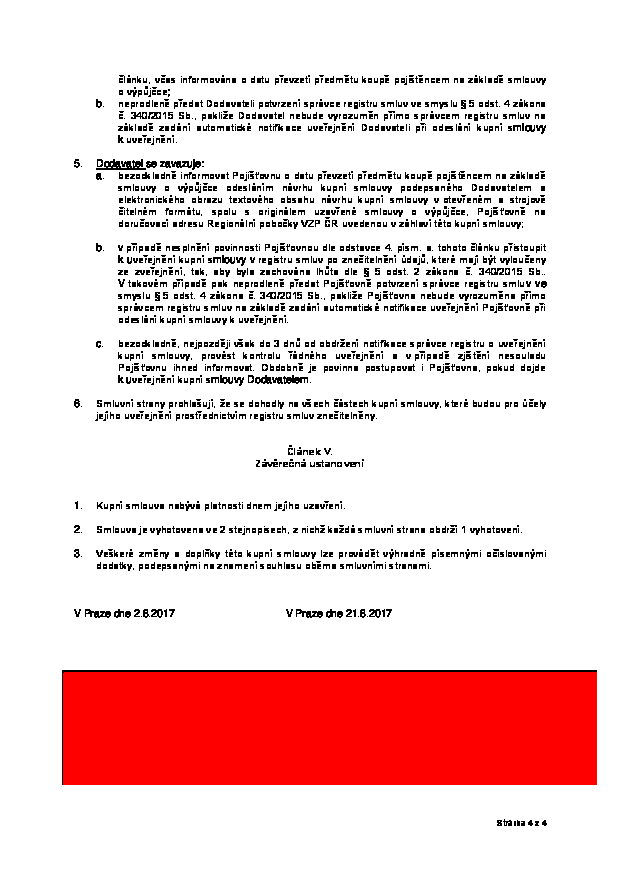 článku, včas informována o datu převzetí předmětu koupě pojištěncem na základě smlouvy
o výpůjčce;
b. neprodleně předat Dodavateli potvrzení správce registru smluv ve smyslu § 5 odst. 4 zákona
č. 340/2015 Sb., pakliže Dodavatel nebude vyrozuměn přímo správcem registru smluv na
základě zadání automatické notifikace uveřejnění Dodavateli při odeslání kupní smlouvy
k uveřejnění.
5. Dodavatel se zavazuje:
a. bezodkladně informovat Pojišťovnu o datu převzetí předmětu koupě pojištěncem na základě
smlouvy o výpůjčce odesláním návrhu kupní smlouvy podepsaného Dodavatelem a
elektronického obrazu textového obsahu návrhu kupní smlouvy v otevřeném a strojově
čitelném formátu, spolu s originálem uzavřené smlouvy o výpůjčce, Pojišťovně na
doručovací adresu Regionální pobočky VZP ČR uvedenou v záhlaví této kupní smlouvy;
b. v případě nesplnění povinnosti Pojišťovnou dle odstavce 4. písm. a. tohoto článku přistoupit
k uveřejnění kupní smlouvy v registru smluv po znečitelnění údajů, které mají být vyloučeny
ze zveřejnění, tak, aby byla zachována lhůta dle § 5 odst. 2 zákona č. 340/2015 Sb..
V takovém případě pak neprodleně předat Pojišťovně potvrzení správce registru smluv ve
smyslu § 5 odst. 4 zákona č. 340/2015 Sb., pakliže Pojišťovna nebude vyrozuměna přímo
správcem registru smluv na základě zadání automatické notifikace uveřejnění Pojišťovně při
odeslání kupní smlouvy k uveřejnění.
c. bezodkladně, nejpozději však do 3 dnů od obdržení notifikace správce registru o uveřejnění
kupní smlouvy, provést kontrolu řádného uveřejnění a v případě zjištění nesouladu
Pojišťovnu ihned informovat. Obdobně je povinna postupovat i Pojišťovna, pokud dojde
k uveřejnění kupní smlouvy Dodavatelem.
6. Smluvní strany prohlašují, že se dohodly na všech částech kupní smlouvy, které budou pro účely
jejího uveřejnění prostřednictvím registru smluv znečitelněny.
Článek V.
Závěrečná ustanovení
1. Kupní smlouva nabývá platnosti dnem jejího uzavření.
2. Smlouva je vyhotovena ve 2 stejnopisech, z nichž každá smluvní strana obdrží 1 vyhotovení.
3. Veškeré změny a doplňky této kupní smlouvy lze provádět výhradně písemnými očíslovanými
dodatky, podepsanými na znamení souhlasu oběma smluvními stranami.
V Praze dne 2.6.2017 V Praze dne 21.6.2017
Stránka 4 z 4